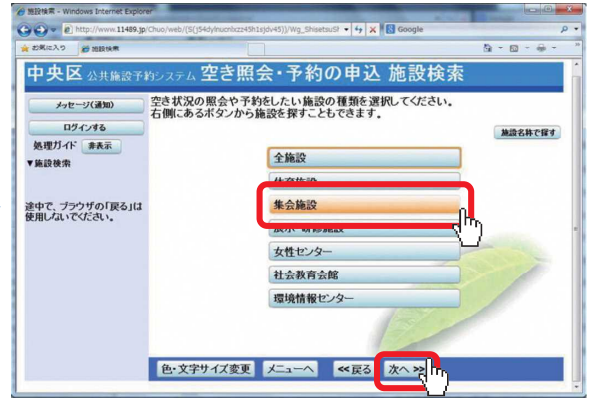 施設検索 - Windows Internet Explorer
Google
お気に入り 施設検索
中央区 公共施設予約システム 空き照会・予約の申込 施設検索
メッセージ(通知)
ログインする
処理ガイド 非表示
▼施設検索
途中で、ブラウザの「戻る」は
使用しないでください。
空き状況の照会や予約をしたい施設の種類を選択してください。
右側にあるボタンから施設を探すこともできます。
施設名称で探す
全施設
体育施設
集会施設
展示・研修施設
女性センター
社会教育会館
環境情報センター
色・文字サイズ変更 メニューへ <<戻る 次へ >>